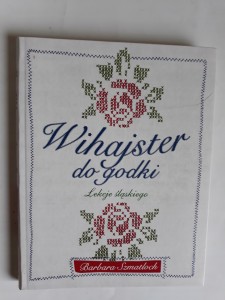 Wihajster
do godki
Lekcje śląskiego
Barbara Szmatloch